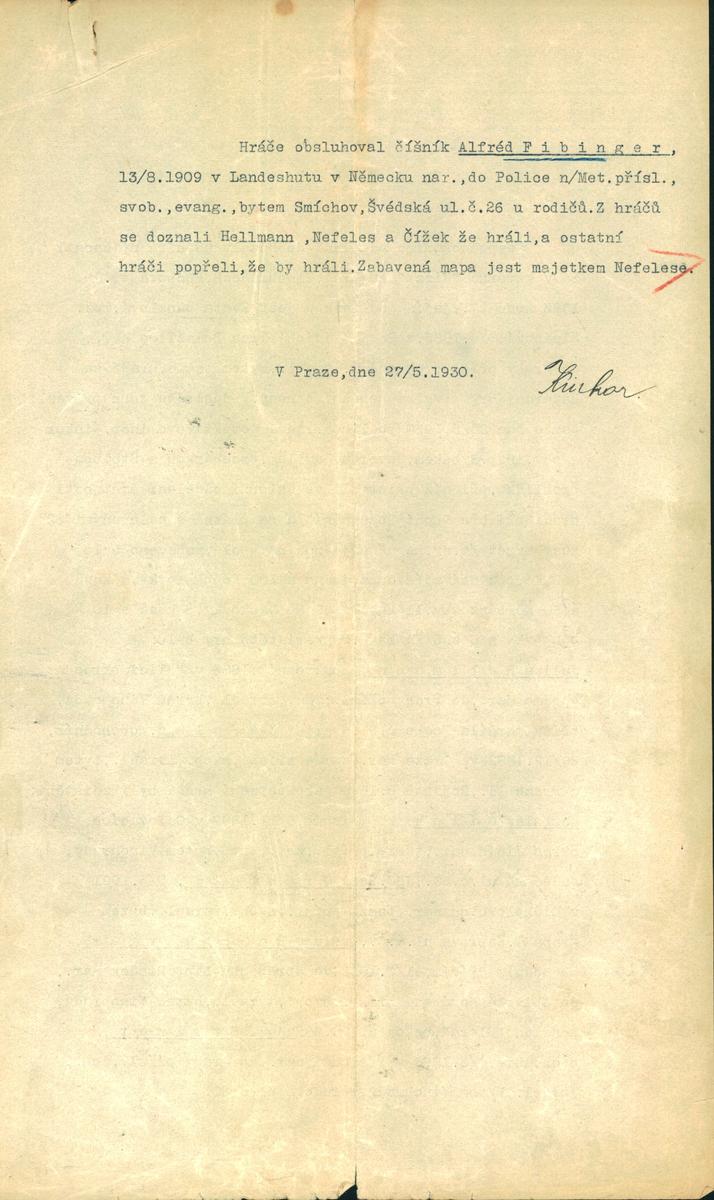 Hráče obsluhoval číšník Alfréd F i b i n g e r ,
13/8.1909 v Landeshutu v Německu nar.,do Police n/Met.přísl.,
svob.,evang.,bytem Smíchov,Švédská ul.č.26 u rodičů.Z hráčů
se doznali Hellmann ,Nefeles a Čížek že hráli,a ostatní
hráči popřeli,že by hráli.Zabavená mapa jest majetkem Nefelese.
V Praze,dne 27/5.1930.